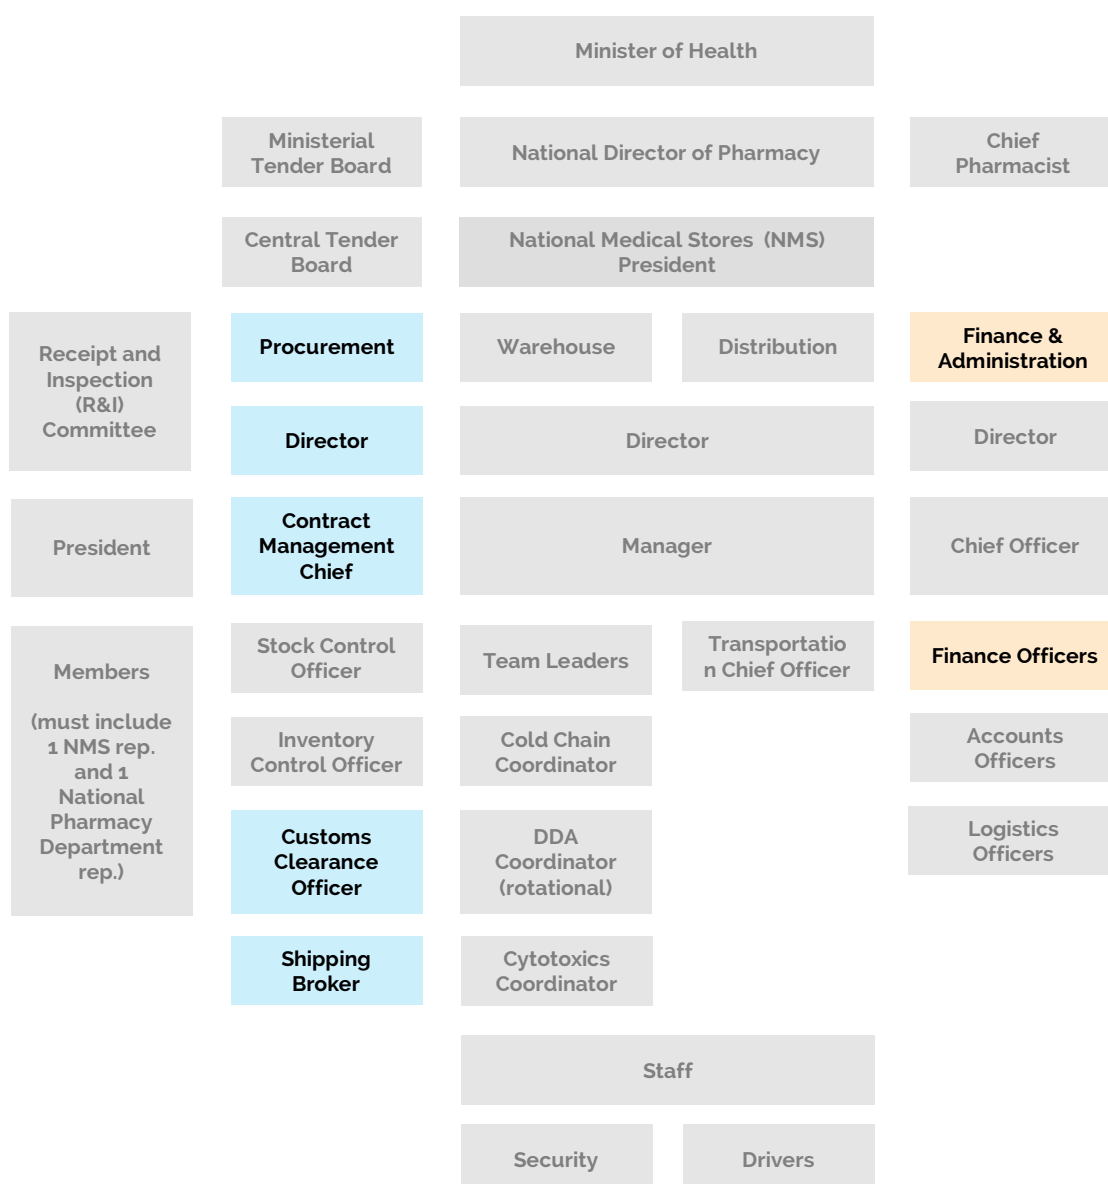 Minister of Health
Ministerial
Tender Board
National Director of Pharmacy
Chief
Pharmacist
Central Tender
Board
National Medical Stores (NMS)
President
Receipt and
Inspection
(R&I)
Committee
Procurement
Warehouse
Distribution
Finance &
Administration
Director
Director
Director
President
Contract
Management
Chief
Manager
Chief Officer
Members
(must include
1 NMS rep.
and 1
National
Pharmacy
Department
rep.)
Stock Control
Officer
Team Leaders
Transportatio
n Chief Officer
Finance Officers
Inventory
Control Officer
Cold Chain
Coordinator
Accounts
Officers
Customs
Clearance
Officer
DDA
Coordinator
(rotational)
Logistics
Officers
Shipping
Broker
Cytotoxics
Coordinator
Staff
Security
Drivers